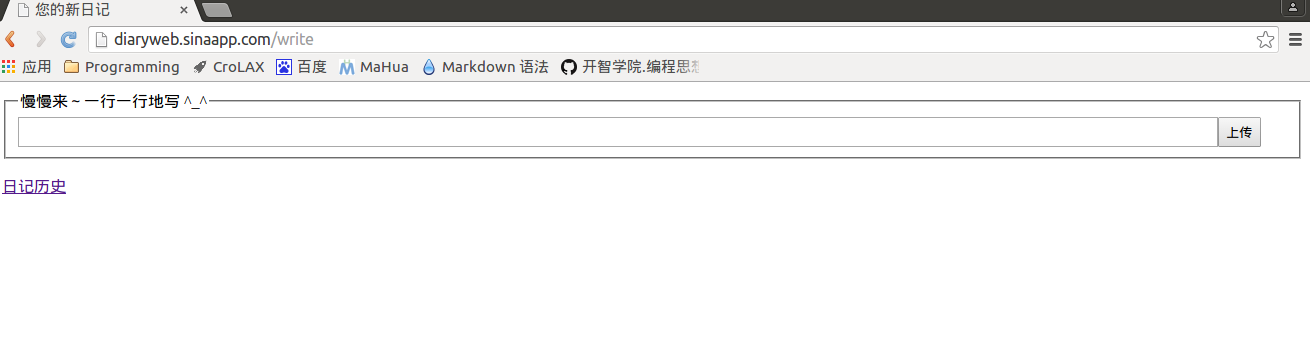 您的新日记
diaryweb.sinaapp.com/write
应用 Programming CroLAX 百度 MaHua Markdown 语法 开智学院.编程思想
慢慢来 ~ 一行一行地写 ^_^
上传
日记历史